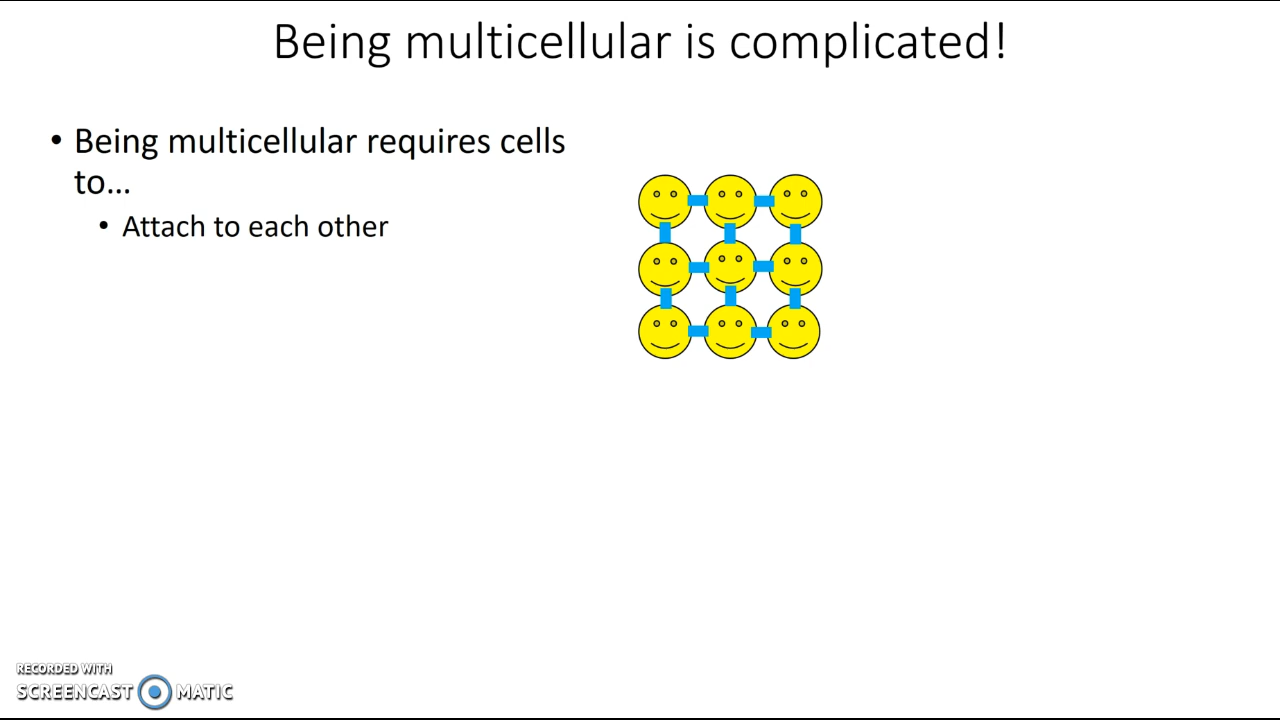 Being multicellular is complicated!
• Being multicellular requires cells
to...
• Attach to each other
RECORDED WITH
SCREENCAST MATIC